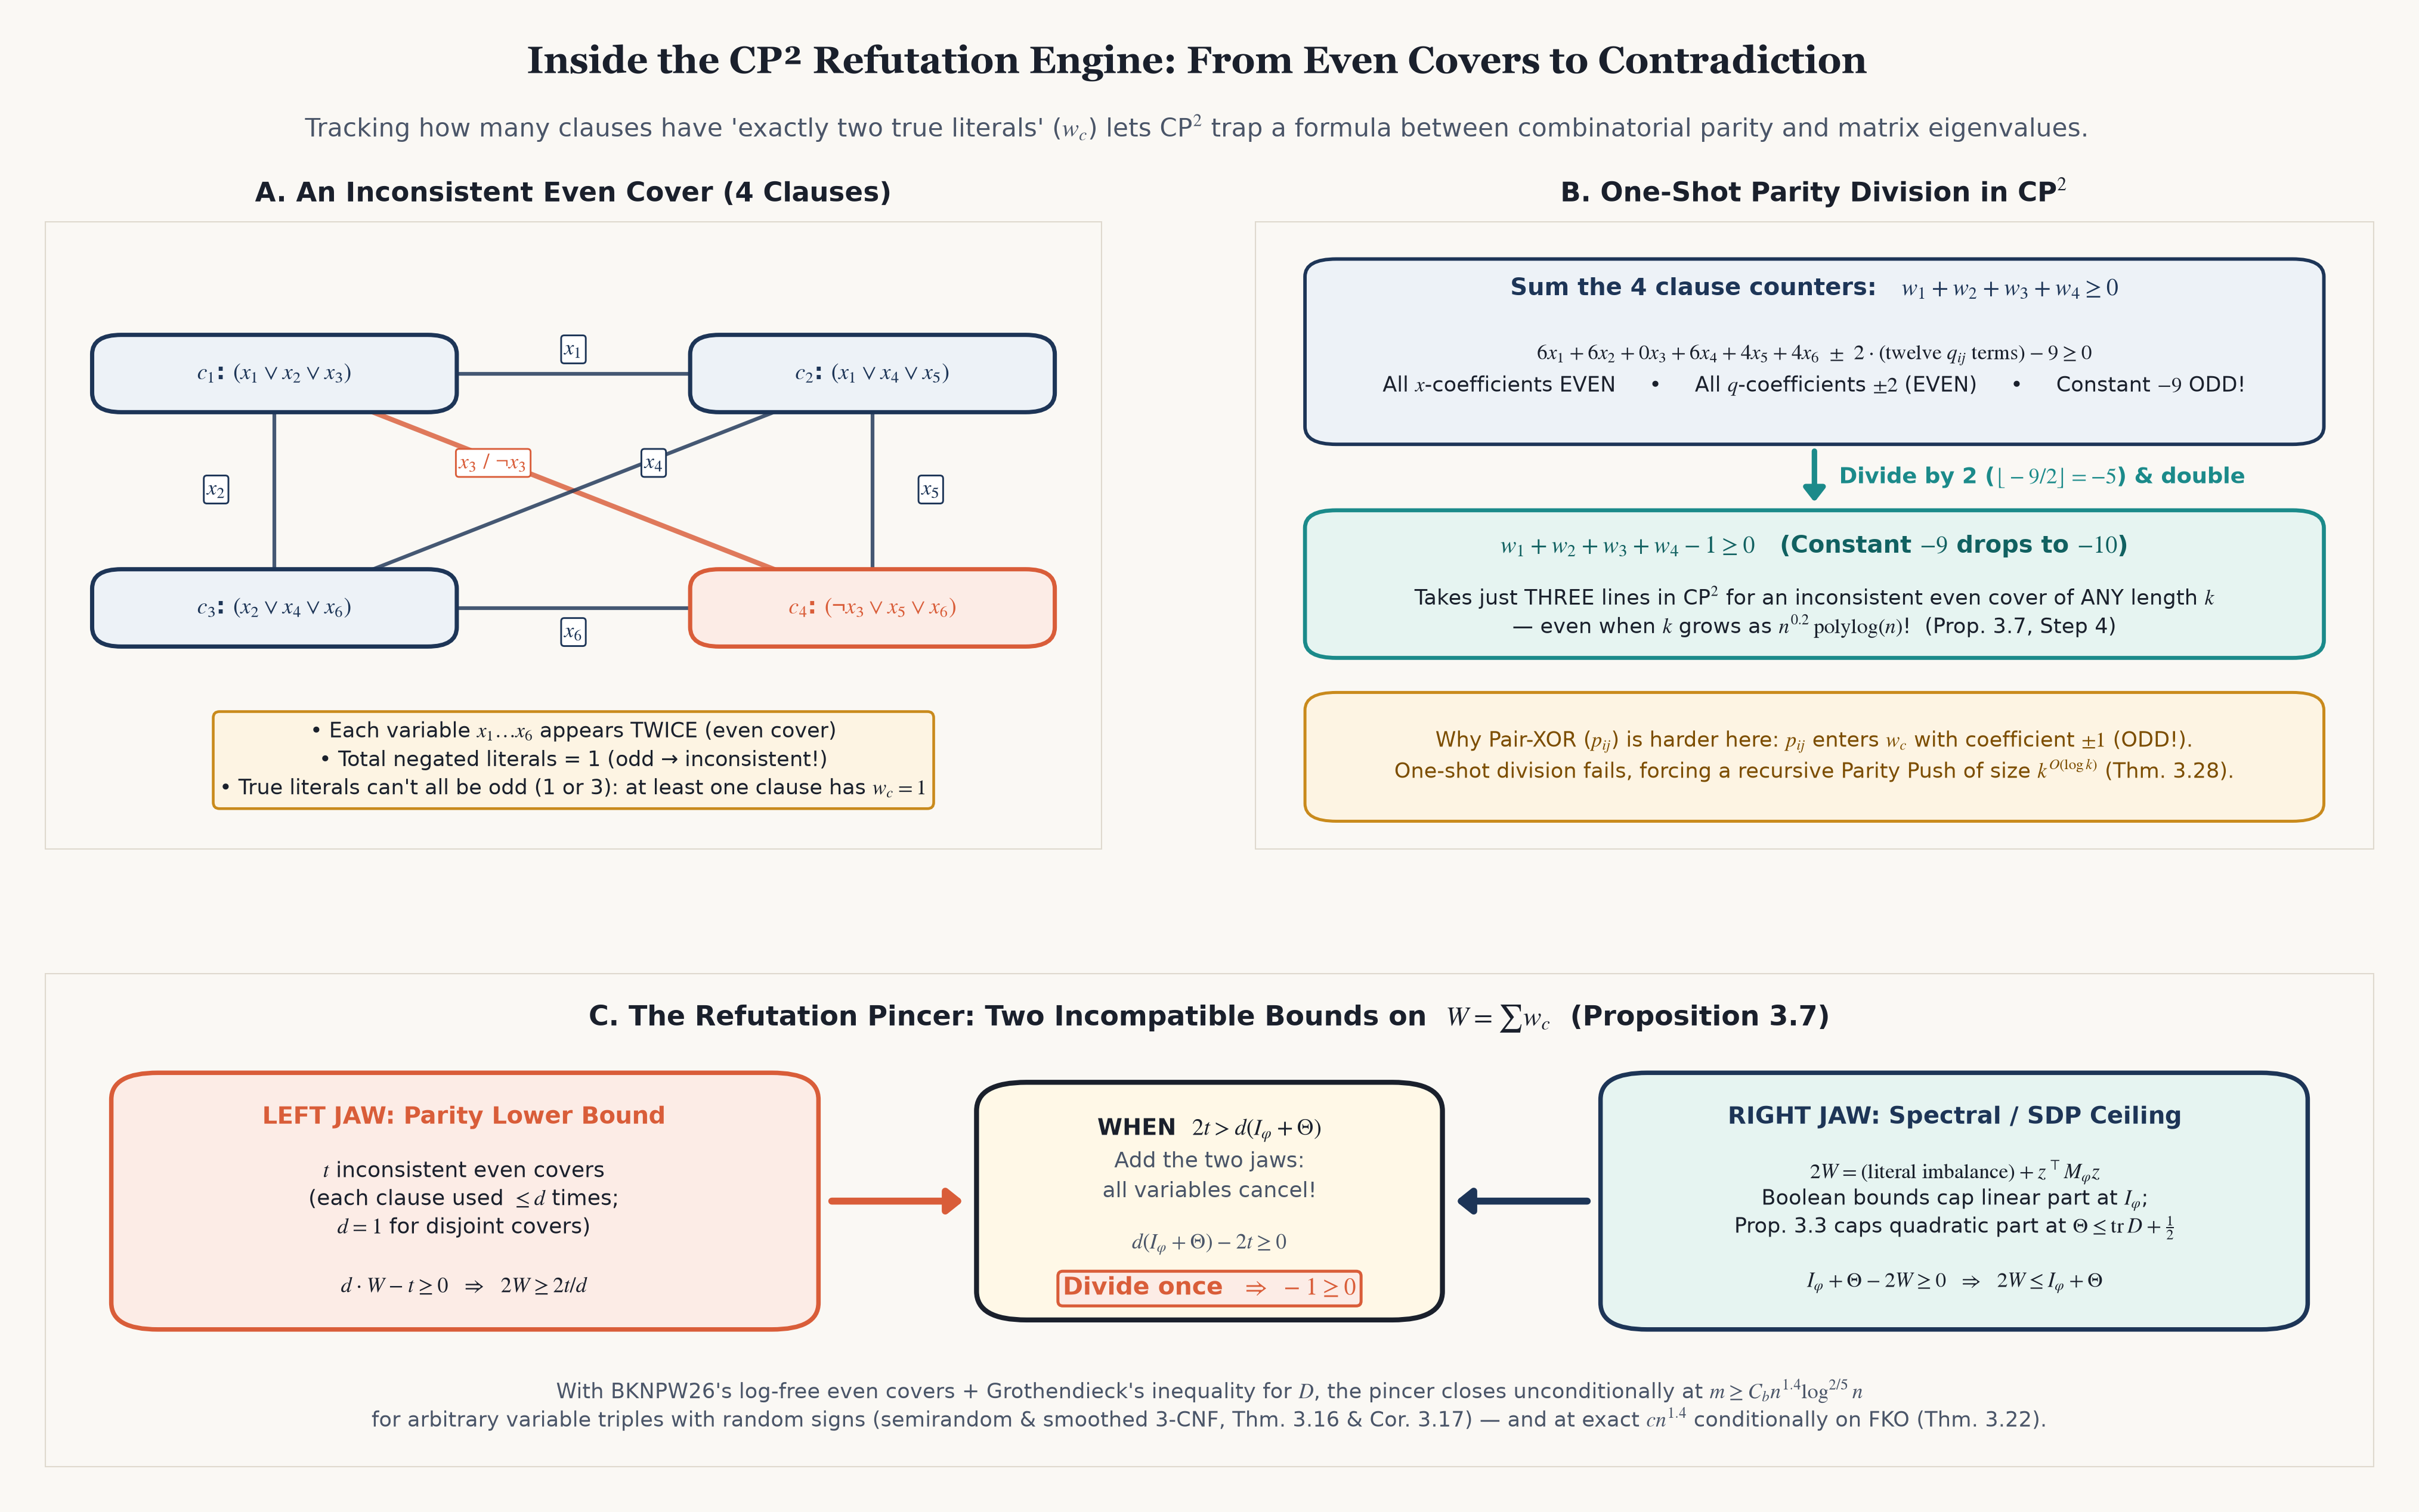 Inside the CP² Refutation Engine: From Even Covers to Contradiction
Tracking how many clauses have 'exactly two true literals' (w_c) lets CP² trap a formula between combinatorial parity and matrix eigenvalues.
A. An Inconsistent Even Cover (4 Clauses)
c₁: (x₁ ∨ x₂ ∨ x₃)
x₁
c₂: (x₁ ∨ x₄ ∨ x₅)
x₃ / ¬x₃
x₄
x₂
x₅
c₃: (x₂ ∨ x₄ ∨ x₆)
x₆
c₄: (¬x₃ ∨ x₅ ∨ x₆)
• Each variable x₁…x₆ appears TWICE (even cover)
• Total negated literals = 1 (odd → inconsistent!)
• True literals can't all be odd (1 or 3): at least one clause has w_c = 1
B. One-Shot Parity Division in CP²
Sum the 4 clause counters: w₁ + w₂ + w₃ + w₄ ≥ 0
6x₁ + 6x₂ + 0x₃ + 6x₄ + 4x₅ + 4x₆ ± 2 · (twelve q_ij terms) − 9 ≥ 0
All x-coefficients EVEN • All q-coefficients ±2 (EVEN) • Constant −9 ODD!
Divide by 2 (⌊−9/2⌋ = −5) & double
w₁ + w₂ + w₃ + w₄ − 1 ≥ 0 (Constant −9 drops to −10)
Takes just THREE lines in CP² for an inconsistent even cover of ANY length k
— even when k grows as n^0.2 polylog(n)! (Prop. 3.7, Step 4)
Why Pair-XOR (p_ij) is harder here: p_ij enters w_c with coefficient ±1 (ODD!).
One-shot division fails, forcing a recursive Parity Push of size k^O(log k) (Thm. 3.28).
C. The Refutation Pincer: Two Incompatible Bounds on W = ∑w_c (Proposition 3.7)
LEFT JAW: Parity Lower Bound
t inconsistent even covers
(each clause used ≤ d times;
d = 1 for disjoint covers)
d · W − t ≥ 0 ⇒ 2W ≥ 2t/d
WHEN 2t > d(I_φ + Θ)
Add the two jaws:
all variables cancel!
d(I_φ + Θ) − 2t ≥ 0
Divide once ⇒ −1 ≥ 0
RIGHT JAW: Spectral / SDP Ceiling
2W = (literal imbalance) + z^⊤ M_φ z
Boolean bounds cap linear part at I_φ;
Prop. 3.3 caps quadratic part at Θ ≤ tr D + ½
I_φ + Θ − 2W ≥ 0 ⇒ 2W ≤ I_φ + Θ
With BKNPW26's log-free even covers + Grothendieck's inequality for D, the pincer closes unconditionally at m ≥ C_b n^1.4 log^2/5 n
for arbitrary variable triples with random signs (semirandom & smoothed 3-CNF, Thm. 3.16 & Cor. 3.17) — and at exact cn^1.4 conditionally on FKO (Thm. 3.22).